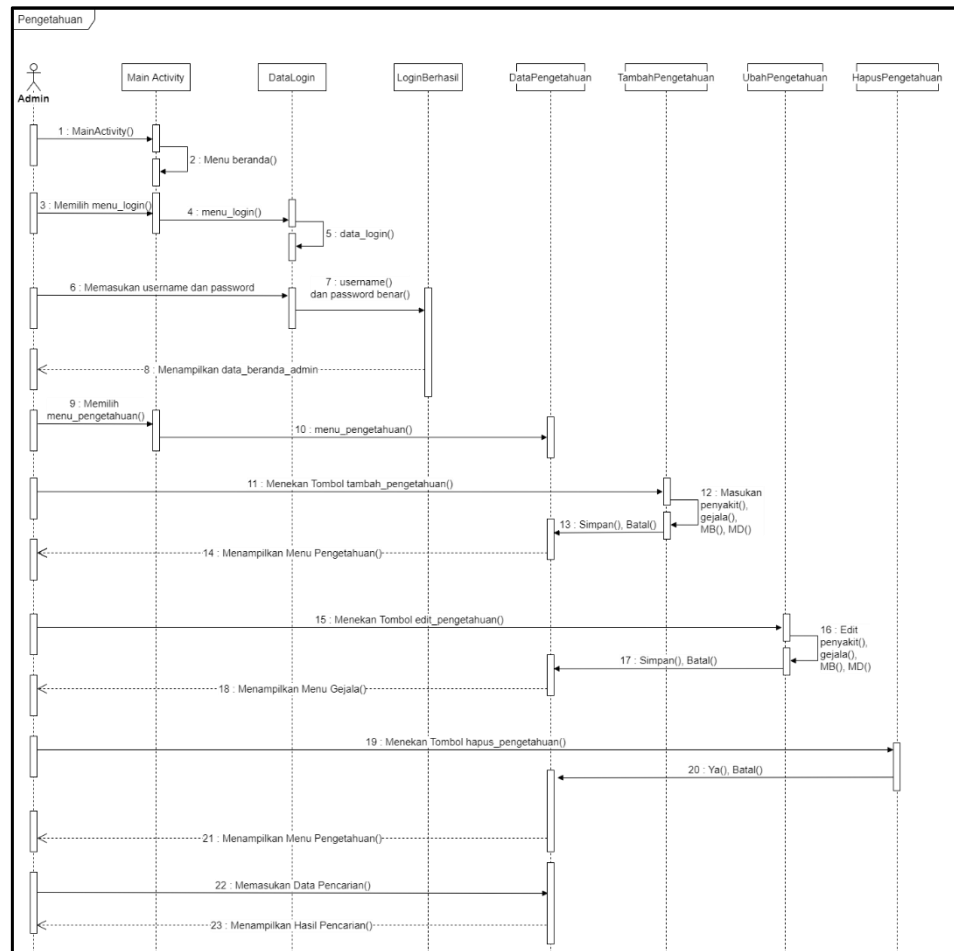 Pengetahuan
Admin
Main Activity
DataLogin
LoginBerhasil
DataPengetahuan
TambahPengetahuan
UbahPengetahuan
HapusPengetahuan
1 : MainActivity()
2 : Menu beranda()
3 : Memilih menu_login()
4 : menu_login()
5 : data_login()
6 : Memasukan username dan password
7 : username()
dan password benar()
8 : Menampilkan data_beranda_admin
9 : Memilih
menu_pengetahuan()
10 : menu_pengetahuan()
11 : Menekan Tombol tambah_pengetahuan()
12 : Masukan
penyakit(),
gejala(),
MB(), MD()
13 : Simpan(), Batal()
14 : Menampilkan Menu Pengetahuan()
15 : Menekan Tombol edit_pengetahuan()
16 : Edit
penyakit(),
gejala(),
MB(), MD()
17 : Simpan(), Batal()
18 : Menampilkan Menu Gejala()
19 : Menekan Tombol hapus_pengetahuan()
20 : Ya(), Batal()
21 : Menampilkan Menu Pengetahuan()
22 : Memasukan Data Pencarian()
23 : Menampilkan Hasil Pencarian()